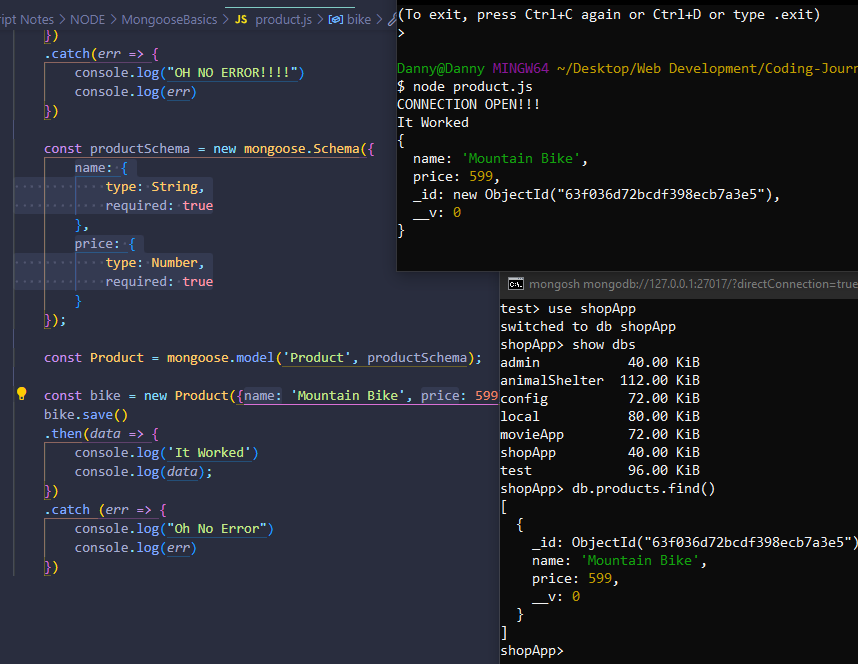 ipt Notes > NODE > MongooseBasics > JS product.js > bike >
})
.catch(err => {
console.log("OH NO ERROR!!!!")
console.log(err)
})
const productSchema = new mongoose.Schema({
name: {
type: String,
required: true
},
price: {
type: Number,
required: true
}
});
const Product = mongoose.model('Product', productSchema);
const bike = new Product({name: 'Mountain Bike', price: 599
bike.save()
.then(data => {
console.log('It Worked')
console.log(data);
})
.catch (err => {
console.log("Oh No Error")
console.log(err)
})
(To exit, press Ctrl+C again or Ctrl+D or type .exit)
>
Danny@Danny MINGW64 ~/Desktop/Web Development/Coding-Journ
$ node product.js
CONNECTION OPEN!!!
It Worked
{
name: 'Mountain Bike',
price: 599,
_id: new ObjectId("63f036d72bcdf398ecb7a3e5"),
__v: 0
}
mongosh mongodb://127.0.0.1:27017/?directConnection=true
test> use shopApp
switched to db shopApp
shopApp> show dbs
admin 40.00 KiB
animalShelter 112.00 KiB
config 72.00 KiB
local 80.00 KiB
movieApp 72.00 KiB
shopApp 40.00 KiB
test 96.00 KiB
shopApp> db.products.find()
[
{
_id: ObjectId("63f036d72bcdf398ecb7a3e5")
name: 'Mountain Bike',
price: 599,
__v: 0
}
]
shopApp>